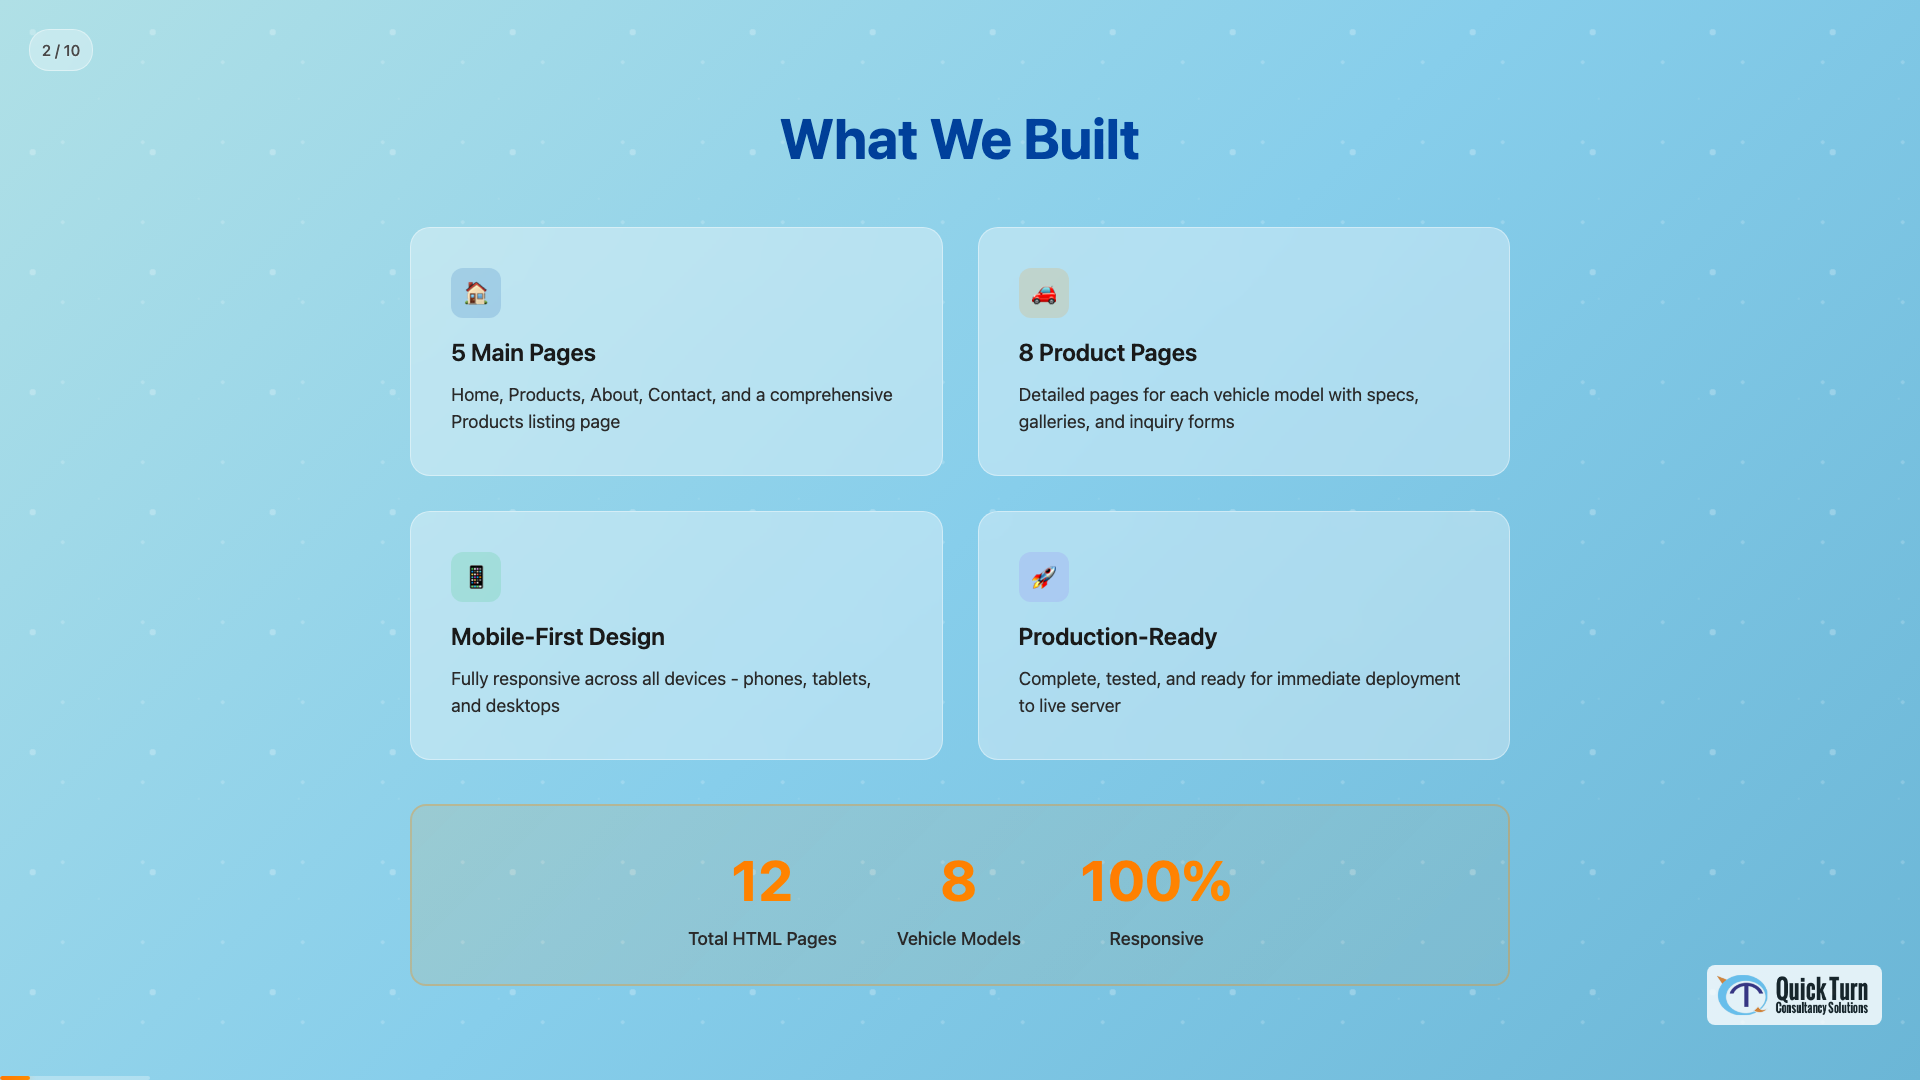 2 / 10
What We Built
5 Main Pages
Home, Products, About, Contact, and a comprehensive
Products listing page
8 Product Pages
Detailed pages for each vehicle model with specs,
galleries, and inquiry forms
Mobile-First Design
Fully responsive across all devices - phones, tablets,
and desktops
Production-Ready
Complete, tested, and ready for immediate deployment
to live server
12
Total HTML Pages
8
Vehicle Models
100%
Responsive
Quick Turn
Consultancy Solutions